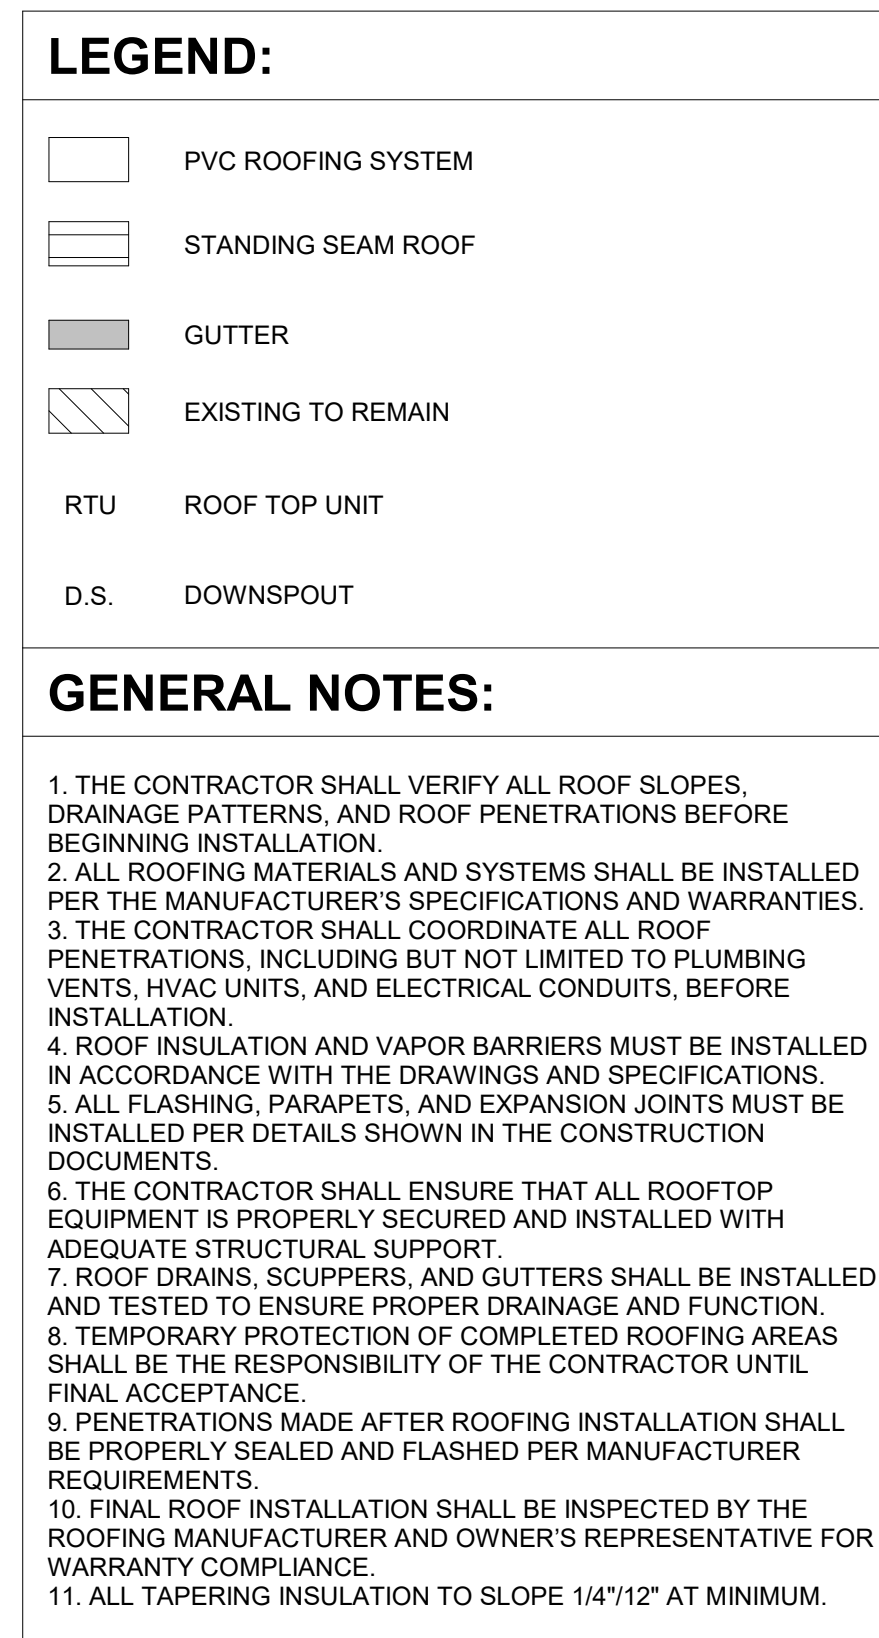 LEGEND:
PVC ROOFING SYSTEM
STANDING SEAM ROOF
GUTTER
EXISTING TO REMAIN
RTU ROOF TOP UNIT
D.S. DOWNSPOUT
GENERAL NOTES:
1. THE CONTRACTOR SHALL VERIFY ALL ROOF SLOPES,
DRAINAGE PATTERNS, AND ROOF PENETRATIONS BEFORE
BEGINNING INSTALLATION.
2. ALL ROOFING MATERIALS AND SYSTEMS SHALL BE INSTALLED
PER THE MANUFACTURER’S SPECIFICATIONS AND WARRANTIES.
3. THE CONTRACTOR SHALL COORDINATE ALL ROOF
PENETRATIONS, INCLUDING BUT NOT LIMITED TO PLUMBING
VENTS, HVAC UNITS, AND ELECTRICAL CONDUITS, BEFORE
INSTALLATION.
4. ROOF INSULATION AND VAPOR BARRIERS MUST BE INSTALLED
IN ACCORDANCE WITH THE DRAWINGS AND SPECIFICATIONS.
5. ALL FLASHING, PARAPETS, AND EXPANSION JOINTS MUST BE
INSTALLED PER DETAILS SHOWN IN THE CONSTRUCTION
DOCUMENTS.
6. THE CONTRACTOR SHALL ENSURE THAT ALL ROOFTOP
EQUIPMENT IS PROPERLY SECURED AND INSTALLED WITH
ADEQUATE STRUCTURAL SUPPORT.
7. ROOF DRAINS, SCUPPERS, AND GUTTERS SHALL BE INSTALLED
AND TESTED TO ENSURE PROPER DRAINAGE AND FUNCTION.
8. TEMPORARY PROTECTION OF COMPLETED ROOFING AREAS
SHALL BE THE RESPONSIBILITY OF THE CONTRACTOR UNTIL
FINAL ACCEPTANCE.
9. PENETRATIONS MADE AFTER ROOFING INSTALLATION SHALL
BE PROPERLY SEALED AND FLASHED PER MANUFACTURER
REQUIREMENTS.
10. FINAL ROOF INSTALLATION SHALL BE INSPECTED BY THE
ROOFING MANUFACTURER AND OWNER’S REPRESENTATIVE FOR
WARRANTY COMPLIANCE.
11. ALL TAPERING INSULATION TO SLOPE 1/4"/12" AT MINIMUM.